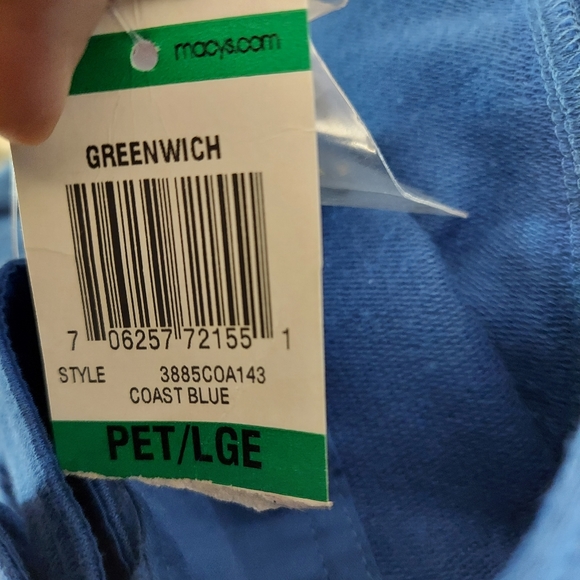 macys.com
GREENWICH
7 06257 72155 1
STYLE 3885COA143
COAST BLUE
PET/LGE